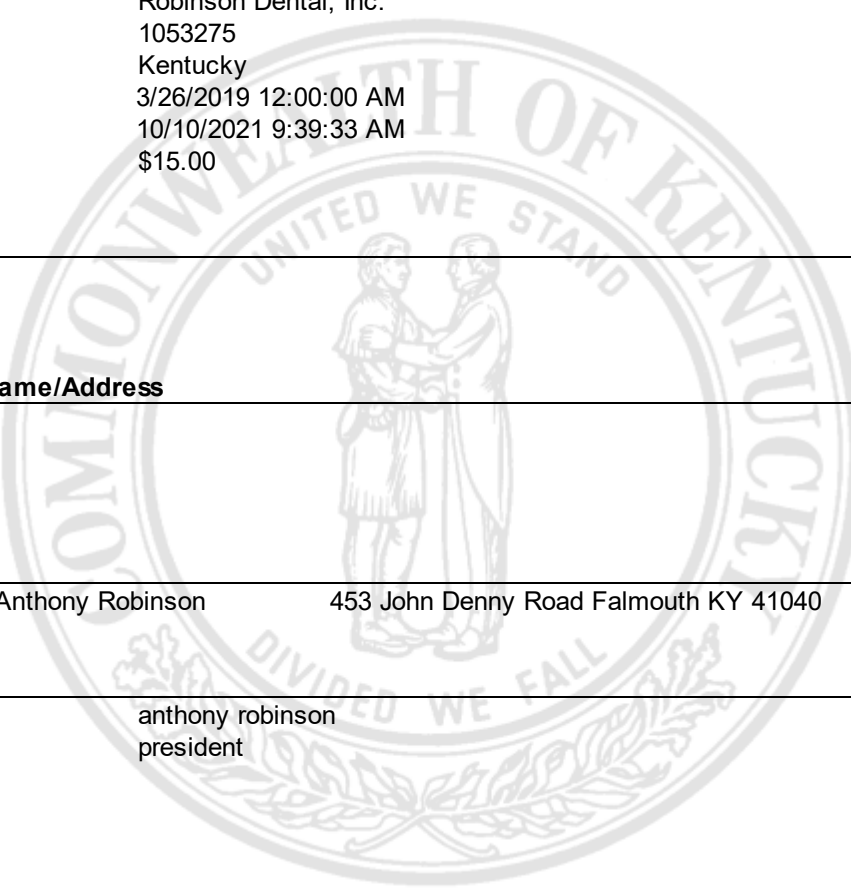 Robinson Dental, Inc.
1053275
Kentucky
3/26/2019 12:00:00 AM
10/10/2021 9:39:33 AM
$15.00
COMMONWEALTH OF KENTUCKY
UNITED WE STAND
ame/Address
Anthony Robinson 453 John Denny Road Falmouth KY 41040
DIVIDED WE FALL
anthony robinson
president